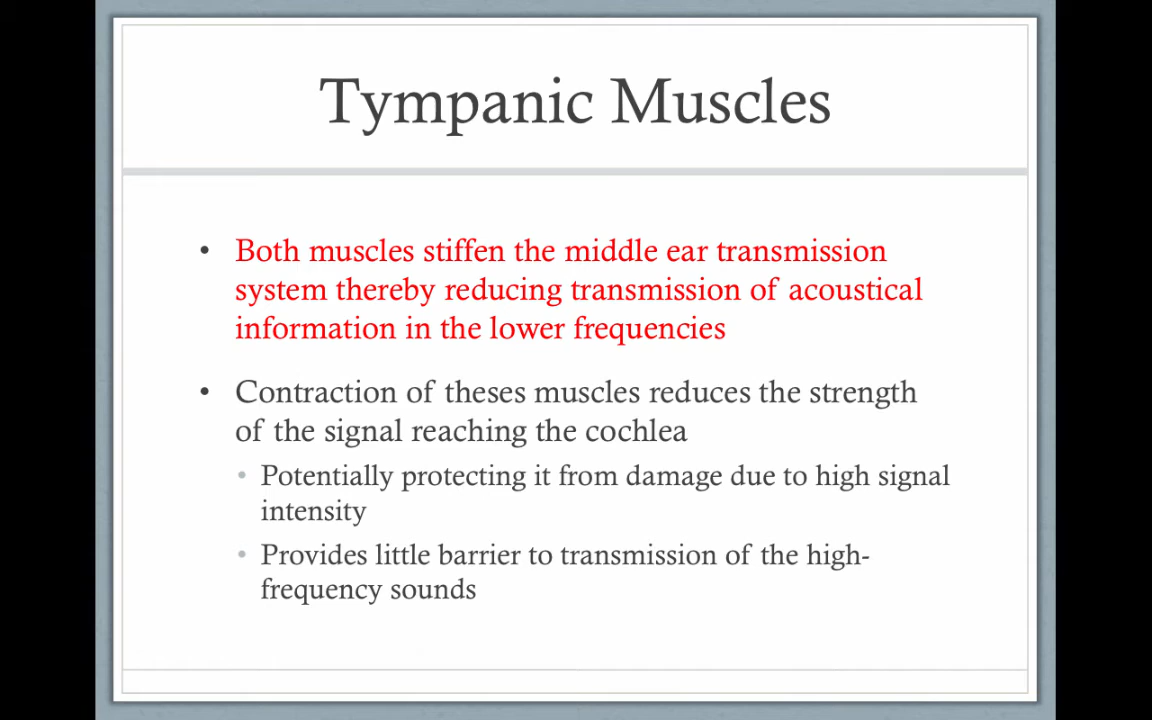 Tympanic Muscles
• Both muscles stiffen the middle ear transmission
system thereby reducing transmission of acoustical
information in the lower frequencies
• Contraction of theses muscles reduces the strength
of the signal reaching the cochlea
• Potentially protecting it from damage due to high signal
intensity
• Provides little barrier to transmission of the high-
frequency sounds